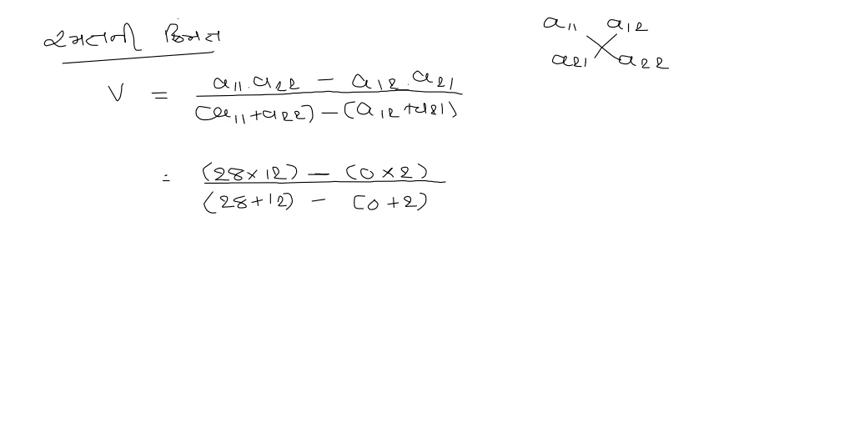 રમતની કિંમત
a₁₁ a₁₂
a₂₁ a₂₂
V = a₁₁.a₂₂ − a₁₂.a₂₁
(a₁₁+a₂₂) − (a₁₂+a₂₁)
= (28×12) − (0×2)
(28+12) − (0+2)